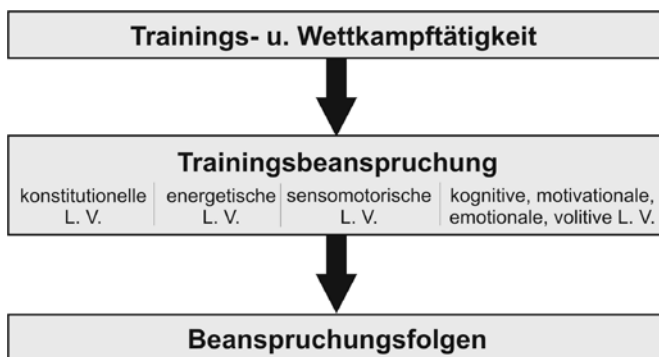 Trainings- u. Wettkampftätigkeit
Trainingsbeanspruchung
konstitutionelle
L. V.
energetische
L. V.
sensomotorische
L. V.
kognitive, motivationale,
emotionale, volitive L. V.
Beanspruchungsfolgen